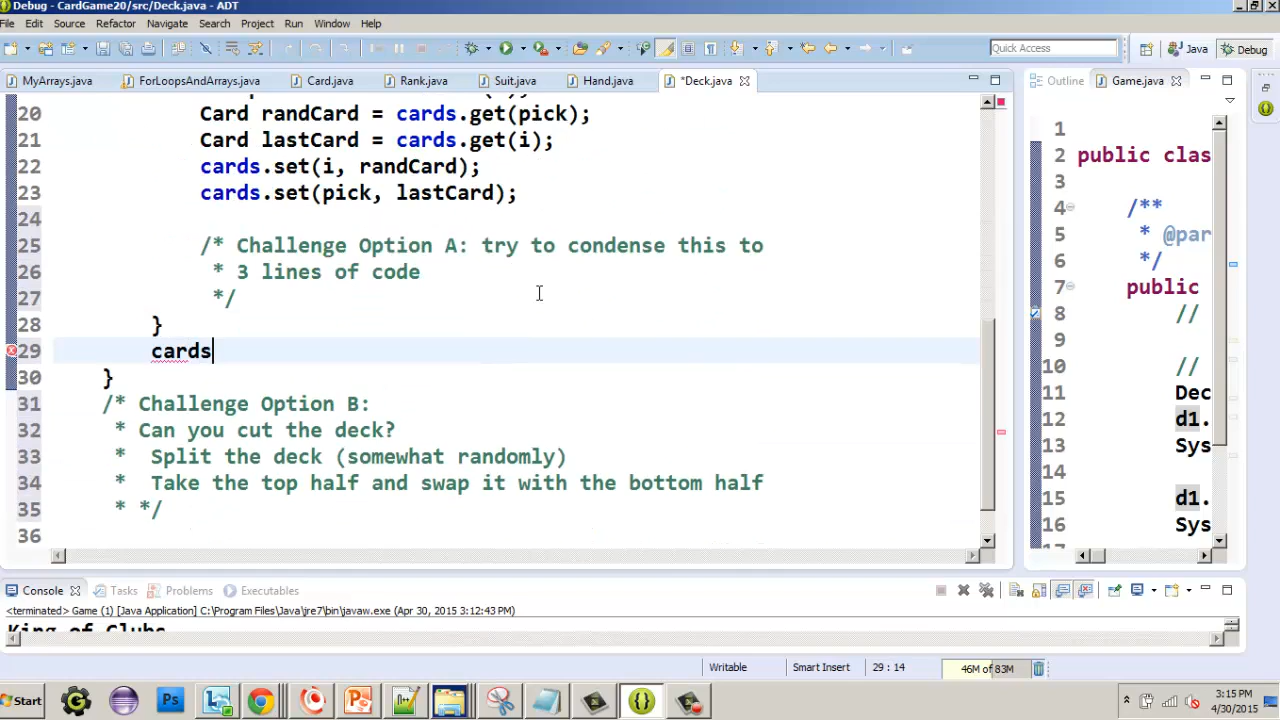 Debug - CardGame20/src/Deck.java - ADT
File Edit Source Refactor Navigate Search Project Run Window Help
Quick Access
Java
Debug
MyArrays.java
ForLoopsAndArrays.java
Card.java
Rank.java
Suit.java
Hand.java
*Deck.java
Outline
Game.java
20 Card randCard = cards.get(pick);
21 Card lastCard = cards.get(i);
22 cards.set(i, randCard);
23 cards.set(pick, lastCard);
24
25 /* Challenge Option A: try to condense this to
26 * 3 lines of code
27 */
28 }
29 cards
30 }
31 /* Challenge Option B:
32 * Can you cut the deck?
33 * Split the deck (somewhat randomly)
34 * Take the top half and swap it with the bottom half
35 * */
36
1
2 public clas
3
4 /**
5 * @par
6 */
7 public
8 //
9
10 //
11 Dec
12 d1.
13 Sys
14
15 d1.
16 Sys
Console
Tasks
Problems
Executables
<terminated> Game (1) [Java Application] C:\Program Files\Java\jre7\bin\javaw.exe (Apr 30, 2015 3:12:43 PM)
King of Clubs
Writable
Smart Insert
29 : 14
46M of 83M
Start
3:15 PM
4/30/2015